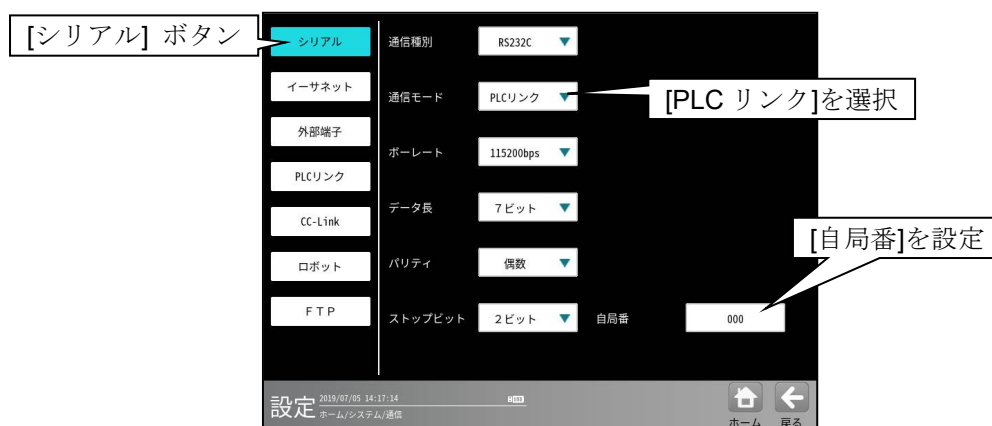 [シリアル] ボタン
シリアル
イーサネット
外部端子
PLCリンク
CC-Link
ロボット
ＦＴＰ
通信種別 RS232C
通信モード PLCリンク
[PLC リンク]を選択
ボーレート 115200bps
データ長 ７ビット
パリティ 偶数
[自局番]を設定
ストップビット ２ビット 自局番 000
設定 2019/07/05 14:17:14
ホーム/システム/通信
ホーム 戻る